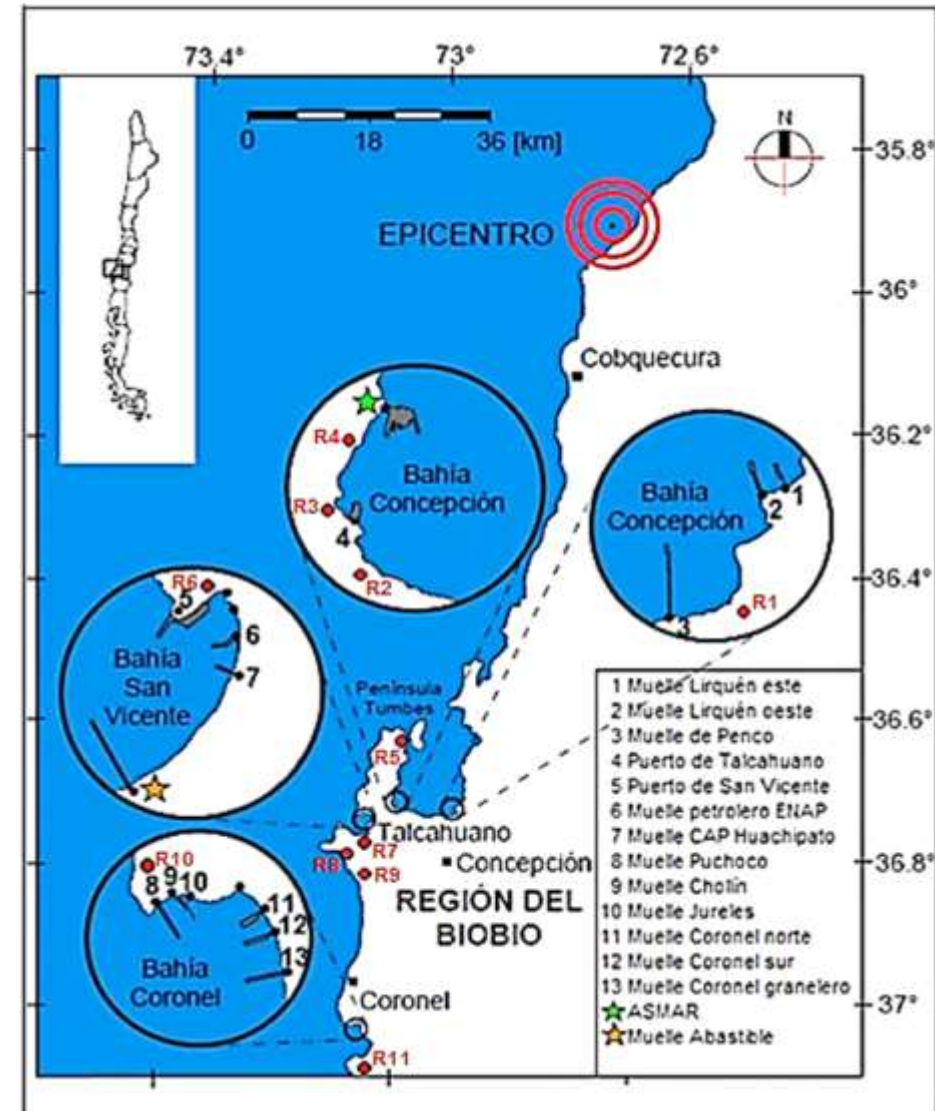 73.4° 73° 72.6°
0 18 36 [km]
N
35.8°
EPICENTRO
36°
Cobquecura
36.2°
R4
Bahía
Concepción
R3
4
R2
Bahía
Concepción
1
2
R1
3
36.4°
R6
5
6
Bahía
San
Vicente
7
Península
Tumbes
R5
36.6°
1 Muelle Lirquén este
2 Muelle Lirquén oeste
3 Muelle de Penco
4 Puerto de Talcahuano
5 Puerto de San Vicente
6 Muelle petrolero ENAP
7 Muelle CAP Huachipato
8 Muelle Puchoco
9 Muelle Chollín
10 Muelle Jureles
11 Muelle Coronel norte
12 Muelle Coronel sur
13 Muelle Coronel granelero
ASMAR
Muelle Abastible
Talcahuano
R7
R8
Concepción
R9
36.8°
REGIÓN DEL
BIOBIO
R10
8
9
10
11
12
13
Bahía
Coronel
Coronel
37°
R11